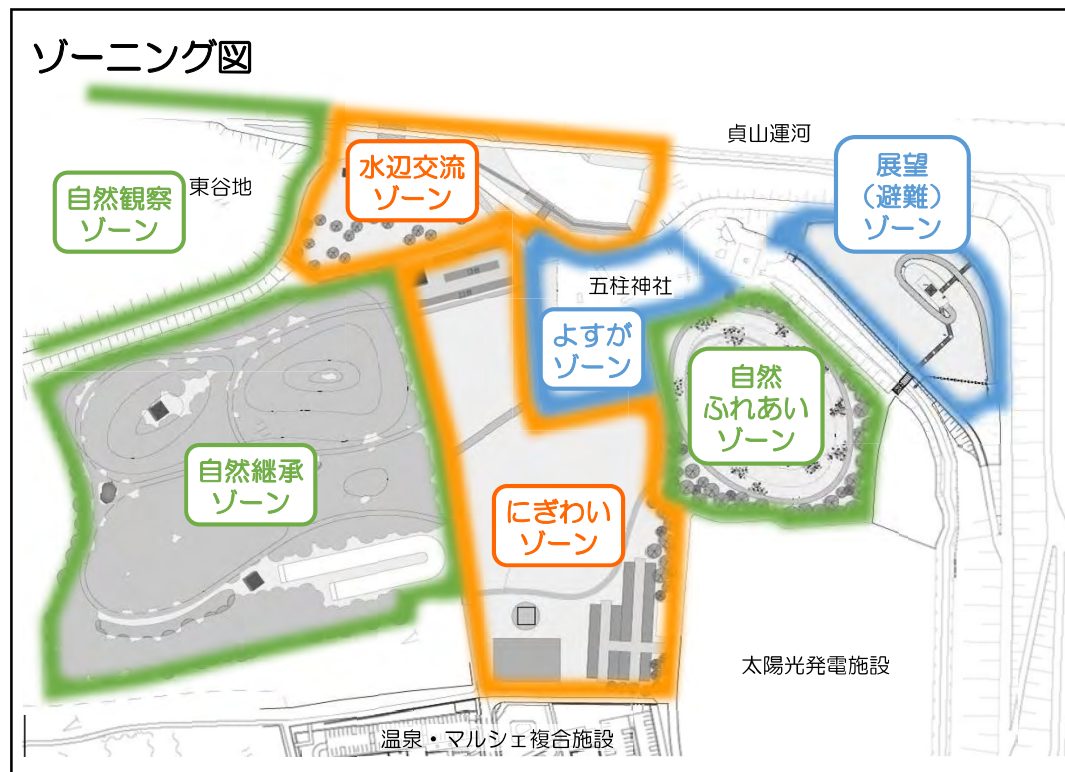 ゾーニング図
貞山運河
水辺交流
ゾーン
展望
（避難）
ゾーン
自然観察
ゾーン
東谷地
五柱神社
よすが
ゾーン
自然
ふれあい
ゾーン
自然継承
ゾーン
にぎわい
ゾーン
太陽光発電施設
温泉・マルシェ複合施設